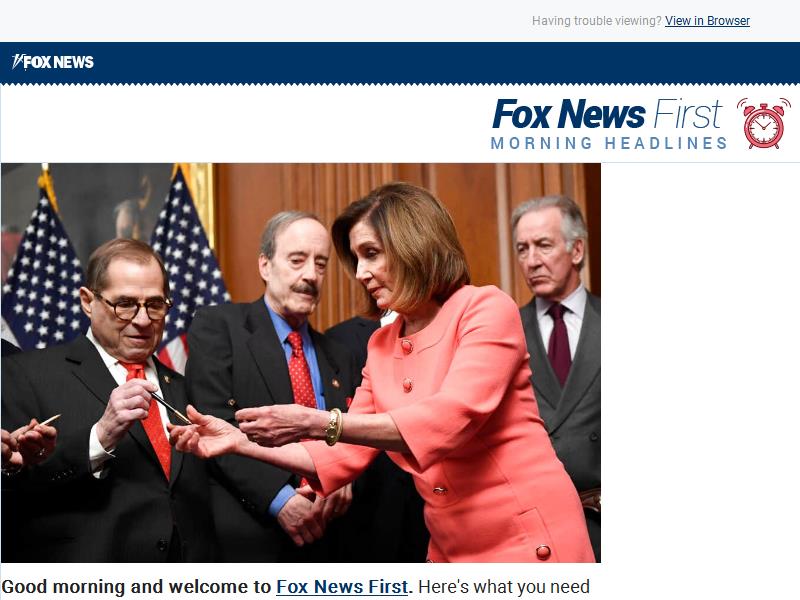 Having trouble viewing? View in Browser
FOX NEWS
Fox News First
MORNING HEADLINES
Good morning and welcome to Fox News First. Here's what you need